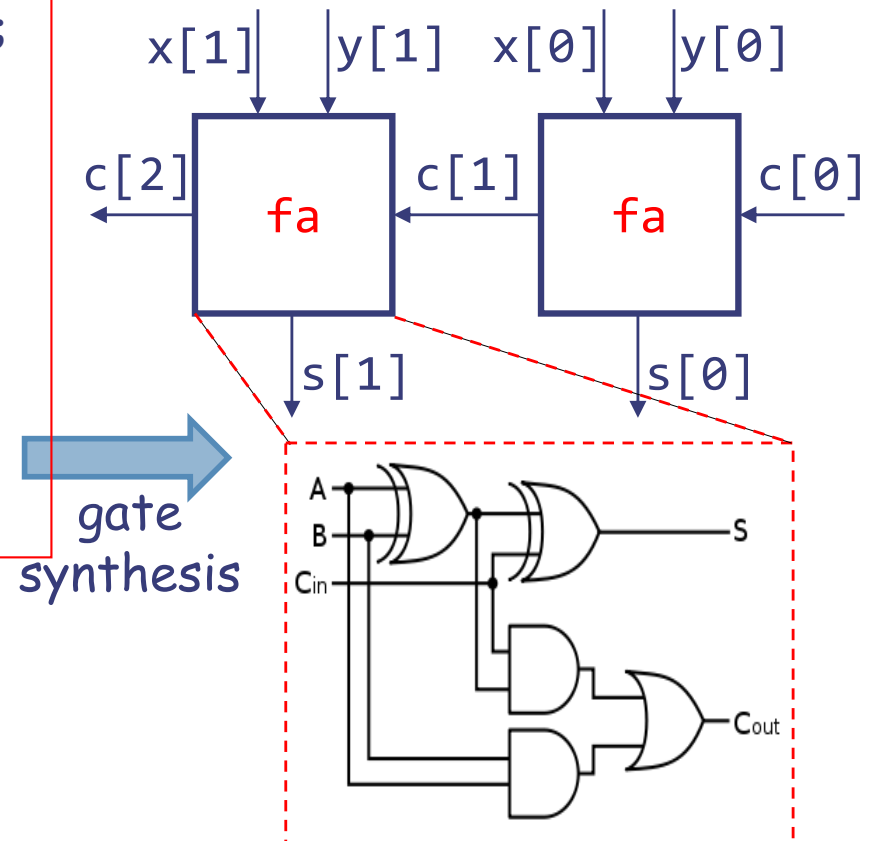 ;
x[1] y[1] x[0] y[0]
c[2] c[1] c[0]
fa fa
s[1] s[0]
gate
synthesis
A
B
Cin
S
Cout